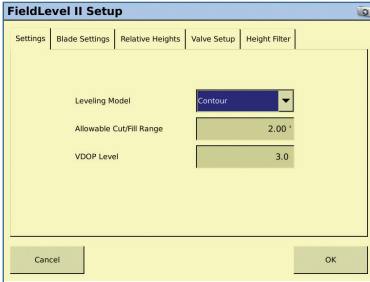 FieldLevel II Setup
Settings Blade Settings Relative Heights Valve Setup Height Filter
Leveling Model Contour
Allowable Cut/Fill Range 2.00 '
VDOP Level 3.0
Cancel OK